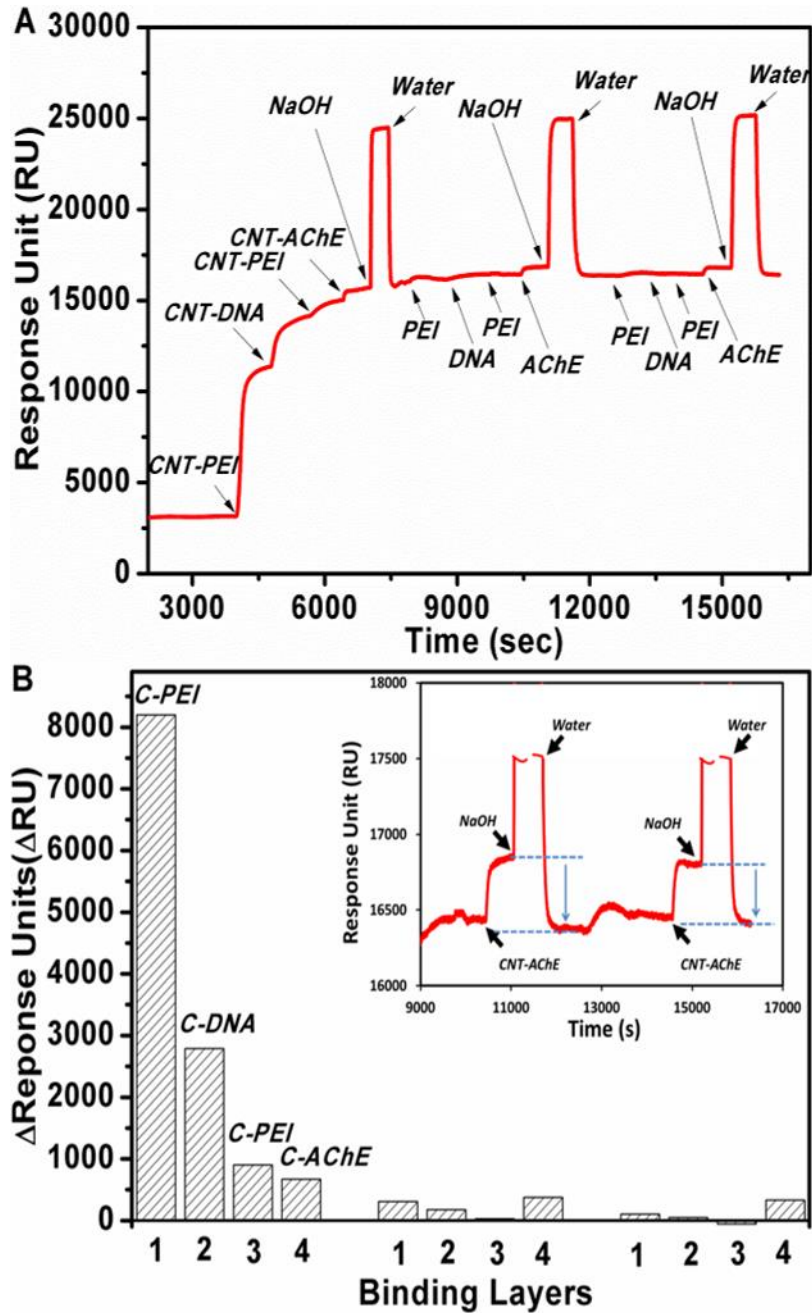 A
30000
25000
20000
15000
10000
5000
0
Response Unit (RU)
NaOH
Water
NaOH
Water
NaOH
Water
CNT-AChE
CNT-PEI
CNT-DNA
CNT-PEI
PEI
DNA
PEI
AChE
PEI
DNA
PEI
AChE
3000 6000 9000 12000 15000
Time (sec)
B
8000
7000
6000
5000
4000
3000
2000
1000
0
ΔReponse Units(ΔRU)
C-PEI
C-DNA
C-PEI
C-AChE
18000
17500
17000
16500
16000
Response Unit (RU)
Water
NaOH
CNT-AChE
Water
NaOH
CNT-AChE
9000 11000 13000 15000 17000
Time (s)
1 2 3 4 1 2 3 4 1 2 3 4
Binding Layers